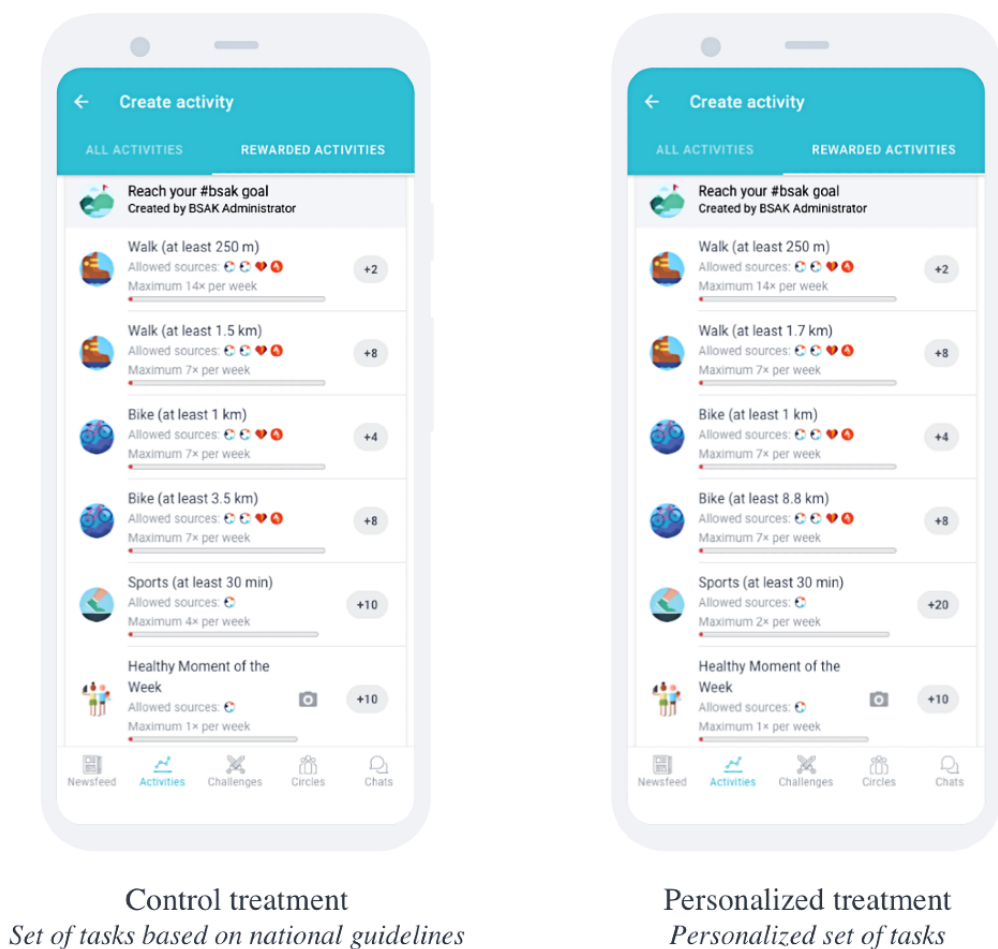 Create activity
ALL ACTIVITIES REWARDED ACTIVITIES
Reach your #bsak goal
Created by BSAK Administrator
Walk (at least 250 m)
Allowed sources:
+2
Maximum 14× per week
Walk (at least 1.5 km)
Allowed sources:
+8
Maximum 7× per week
Bike (at least 1 km)
Allowed sources:
+4
Maximum 7× per week
Bike (at least 3.5 km)
Allowed sources:
+8
Maximum 7× per week
Sports (at least 30 min)
Allowed sources:
+10
Maximum 4× per week
Healthy Moment of the
Week
+10
Allowed sources:
Maximum 1× per week
Newsfeed Activities Challenges Circles Chats
Control treatment
Set of tasks based on national guidelines
Create activity
ALL ACTIVITIES REWARDED ACTIVITIES
Reach your #bsak goal
Created by BSAK Administrator
Walk (at least 250 m)
Allowed sources:
+2
Maximum 14× per week
Walk (at least 1.7 km)
Allowed sources:
+8
Maximum 7× per week
Bike (at least 1 km)
Allowed sources:
+4
Maximum 7× per week
Bike (at least 8.8 km)
Allowed sources:
+8
Maximum 7× per week
Sports (at least 30 min)
Allowed sources:
+20
Maximum 2× per week
Healthy Moment of the
Week
+10
Allowed sources:
Maximum 1× per week
Newsfeed Activities Challenges Circles Chats
Personalized treatment
Personalized set of tasks